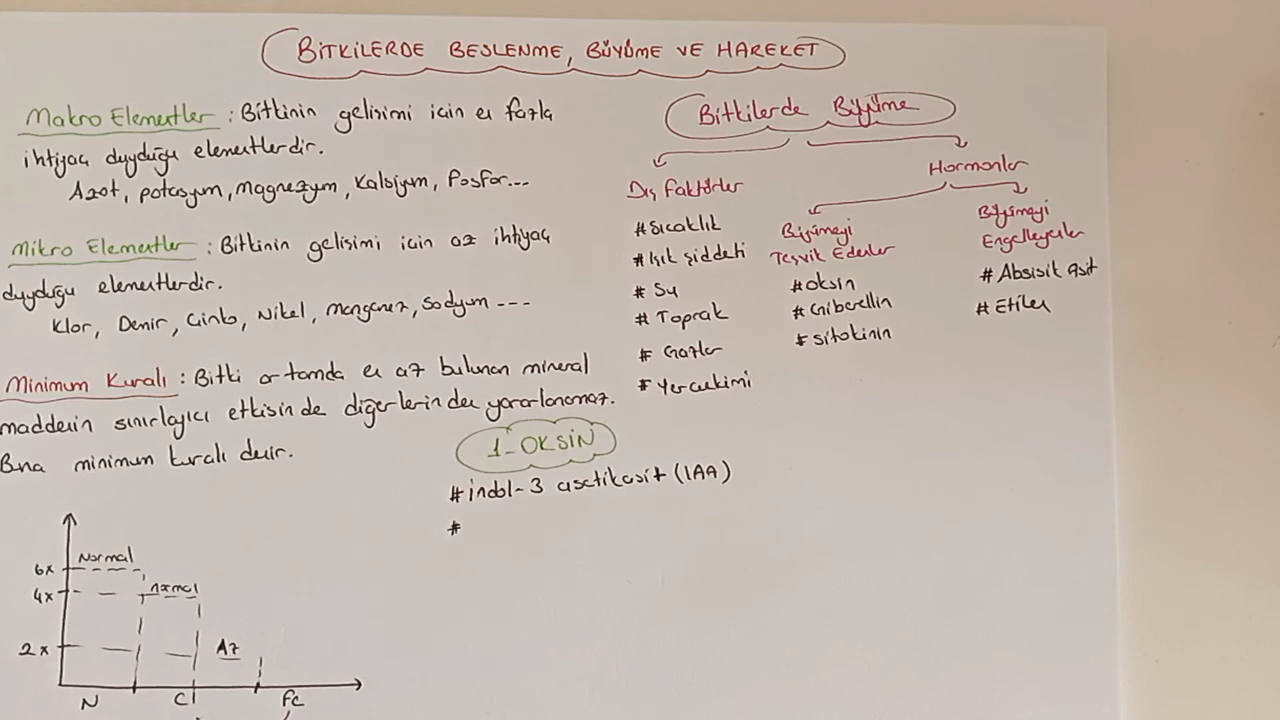 BİTKİLERDE BESLENME, BÜYÜME VE HAREKET
Makro Elementler : Bitkinin gelişimi için en fazla
ihtiyaç duyduğu elementlerdir.
Azot, potasyum, magnezyum, Kalsiyum, fosfor...
Mikro Elementler : Bitkinin gelişimi için az ihtiyaç
duyduğu elementlerdir.
Klor, Demir, Çinko, Nikel, mangenez, Sodyum ---
Minimum Kuralı : Bitki ortamda en az bulunan mineral
maddenin sınırlayıcı etkisinde diğerlerinden yararlanamaz.
Buna minimum kuralı denir.
6x
Normal
4x
normal
2x
Az
N
Cl
Fe
Bitkilerde Büyüme
Dış faktörler
#Sıcaklık
#Işık şiddeti
#Su
#Toprak
#Gazlar
#Yerçekimi
Hormonlar
Büyümeyi
Teşvik Edenler
#oksin
#Giberellin
#sitokinin
Büyümeyi
Engelleyenler
#Absisik asit
#Etilen
1-OKSİN
#indol-3 asetikasit (IAA)
#